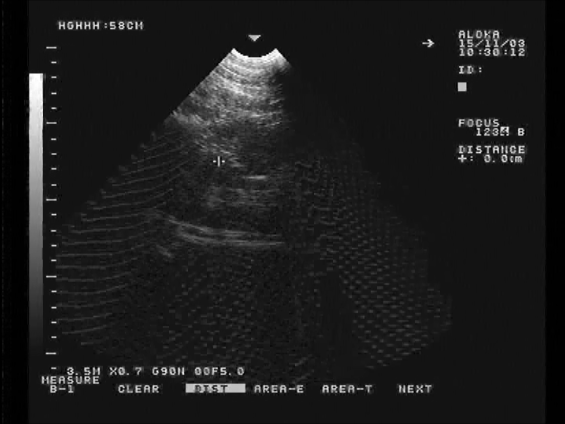 HGHHH:58CM
ALOKA
15/11/03
10:30:12
ID:
FOCUS
DISTANCE
+: 0.0cm
3.5M X0.7 G90N 00F5.0
MEASURE
B-1 CLEAR DIST AREA-E AREA-T NEXT